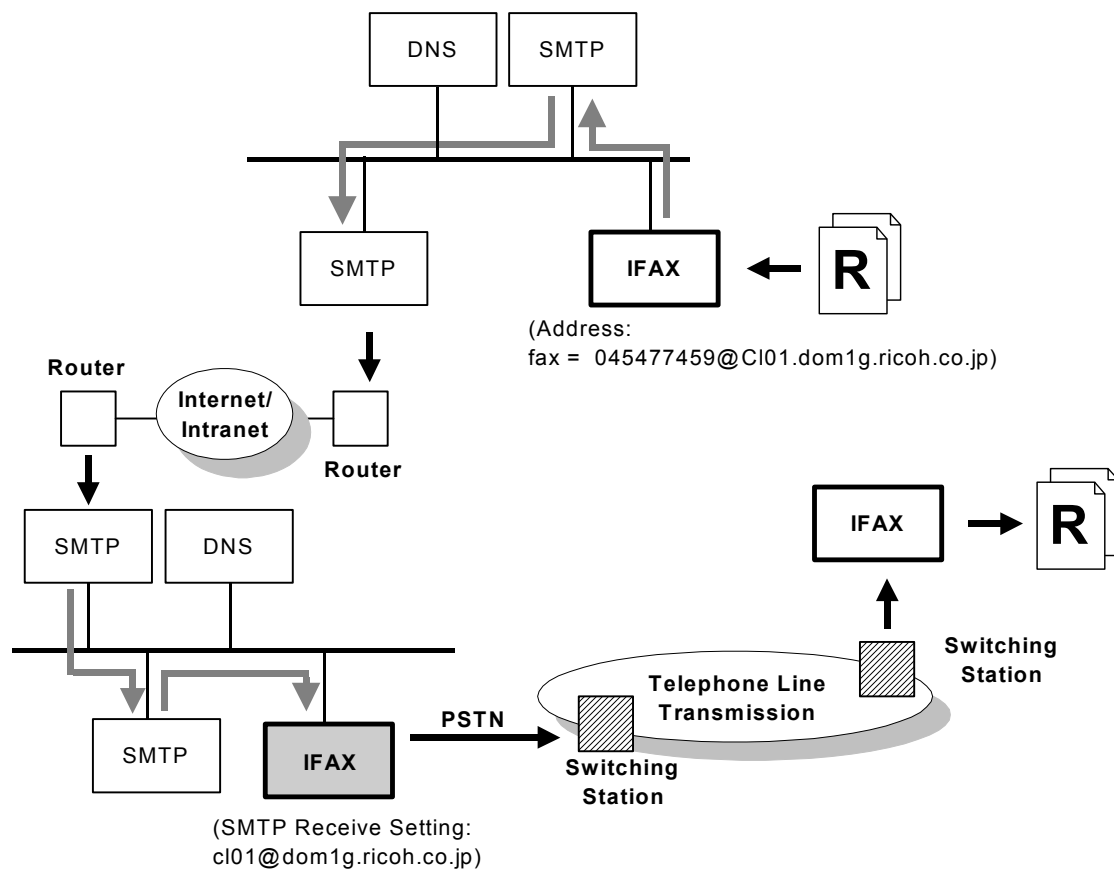 DNS
SMTP
SMTP
IFAX
R
(Address:
fax =  045477459@Cl01.dom1g.ricoh.co.jp)
Router
Internet/
Intranet
Router
SMTP
DNS
IFAX
R
Switching
Station
Telephone Line
Transmission
SMTP
IFAX
PSTN
Switching
Station
(SMTP Receive Setting:
cl01@dom1g.ricoh.co.jp)